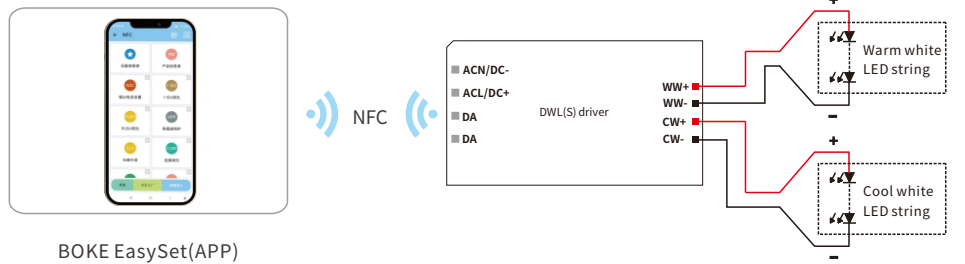 NFC
BOKE EasySet(APP)
NFC
ACN/DC-
ACL/DC+
DA
DA
DWL(S) driver
WW+
WW-
CW+
CW-
+
Warm white
LED string
-
+
Cool white
LED string
-